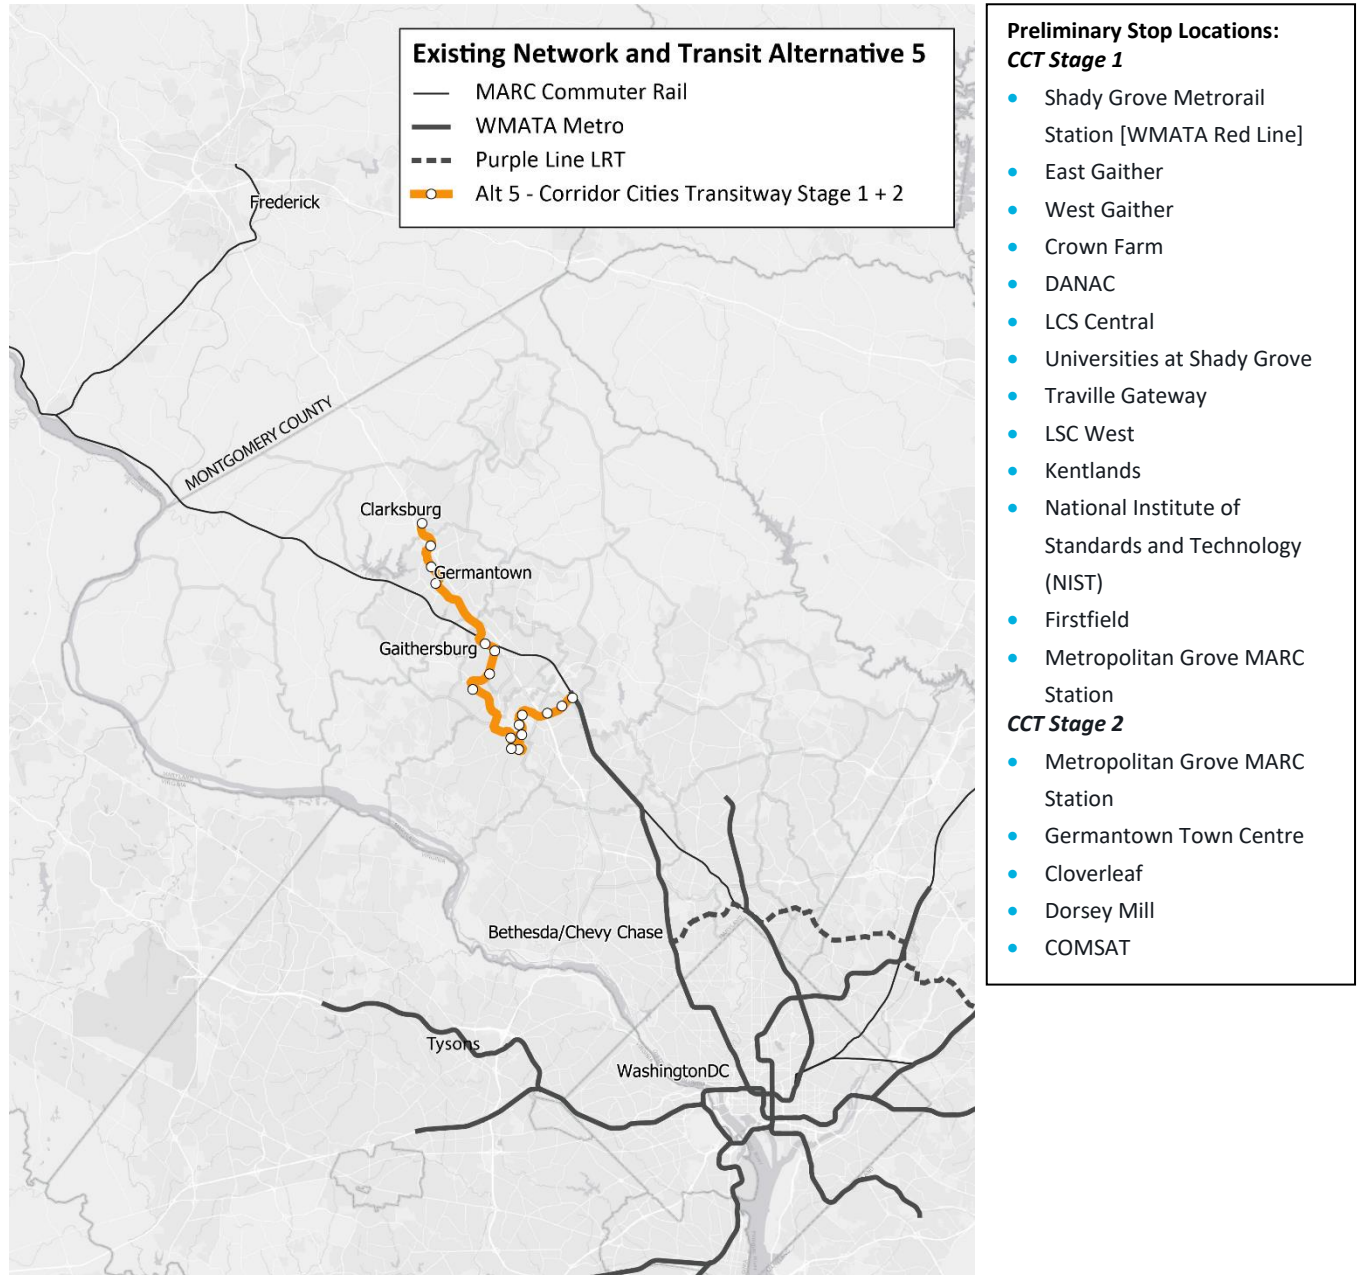 Existing Network and Transit Alternative 5
MARC Commuter Rail
WMATA Metro
Purple Line LRT
Alt 5 - Corridor Cities Transitway Stage 1 + 2
Frederick
MONTGOMERY COUNTY
Clarksburg
Germantown
Gaithersburg
Bethesda/Chevy Chase
Tysons
WashingtonDC
Preliminary Stop Locations:
CCT Stage 1
• Shady Grove Metrorail
Station [WMATA Red Line]
• East Gaither
• West Gaither
• Crown Farm
• DANAC
• LCS Central
• Universities at Shady Grove
• Traville Gateway
• LSC West
• Kentlands
• National Institute of
Standards and Technology
(NIST)
• Firstfield
• Metropolitan Grove MARC
Station
CCT Stage 2
• Metropolitan Grove MARC
Station
• Germantown Town Centre
• Cloverleaf
• Dorsey Mill
• COMSAT